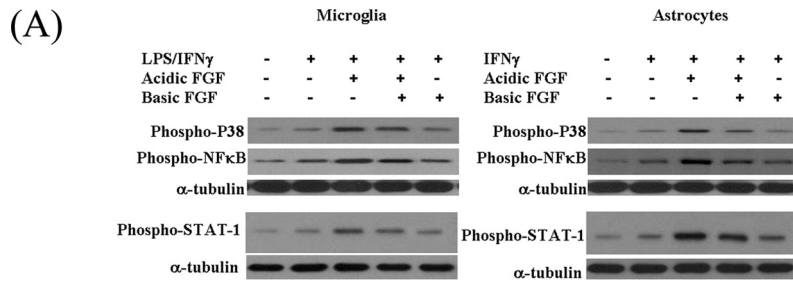 (A)
Microglia
LPS/IFNγ - + + + +
Acidic FGF - - + + -
Basic FGF - - - + +
Phospho-P38
Phospho-NFκB
α-tubulin
Phospho-STAT-1
α-tubulin
Astrocytes
IFNγ - + + + +
Acidic FGF - - + + -
Basic FGF - - - + +
Phospho-P38
Phospho-NFκB
α-tubulin
Phospho-STAT-1
α-tubulin